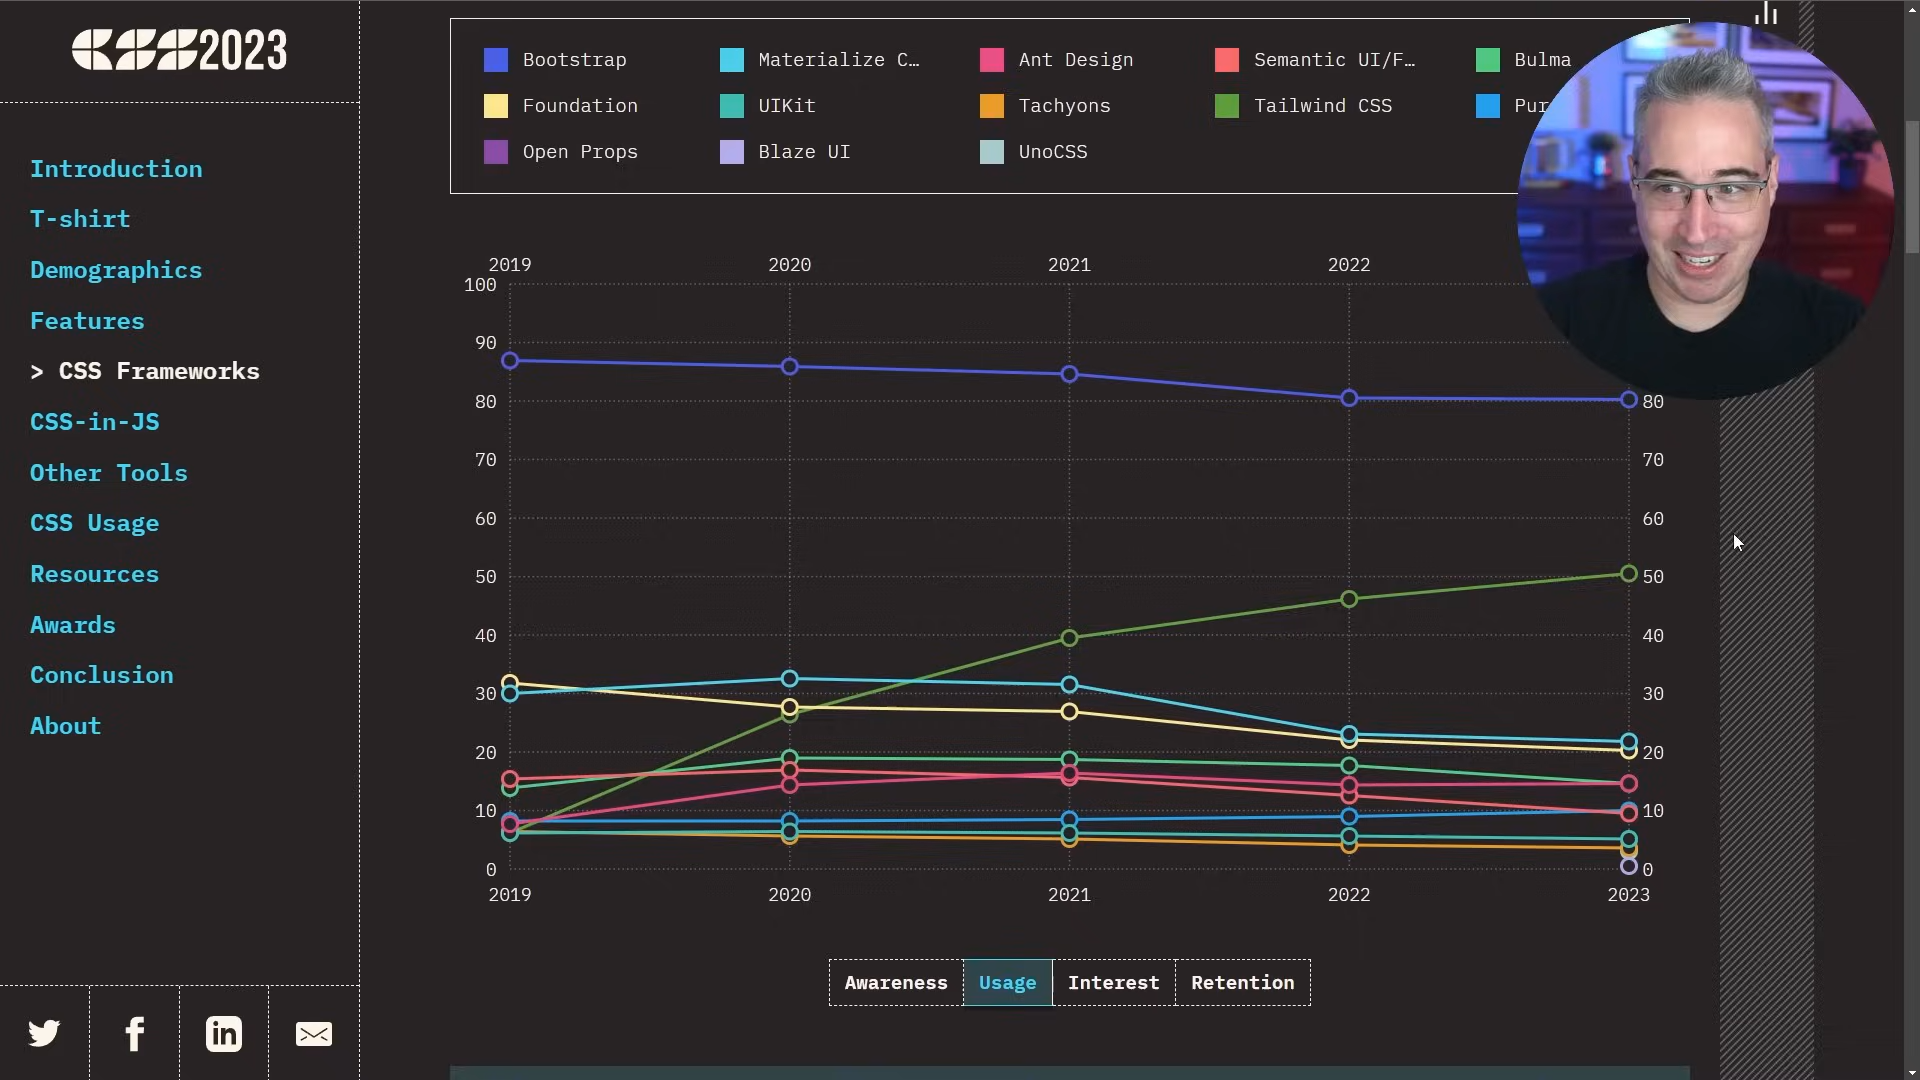 CSS2023
Introduction
T-shirt
Demographics
Features
> CSS Frameworks
CSS-in-JS
Other Tools
CSS Usage
Resources
Awards
Conclusion
About
Bootstrap Materialize C… Ant Design Semantic UI/F… Bulma
Foundation UIKit Tachyons Tailwind CSS Pur
Open Props Blaze UI UnoCSS
2019 2020 2021 2022
100
90
80 80
70 70
60 60
50 50
40 40
30 30
20 20
10 10
0 0
2019 2020 2021 2022 2023
Awareness Usage Interest Retention
in